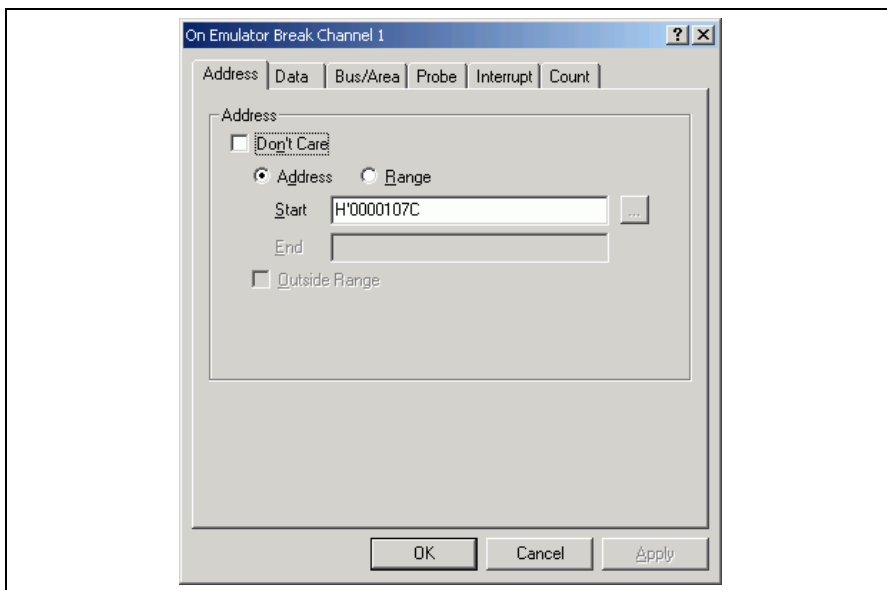 On Emulator Break Channel 1
Address Data Bus/Area Probe Interrupt Count
Address
Don't Care
Address Range
Start H'0000107C ...
End
Outside Range
OK Cancel Apply